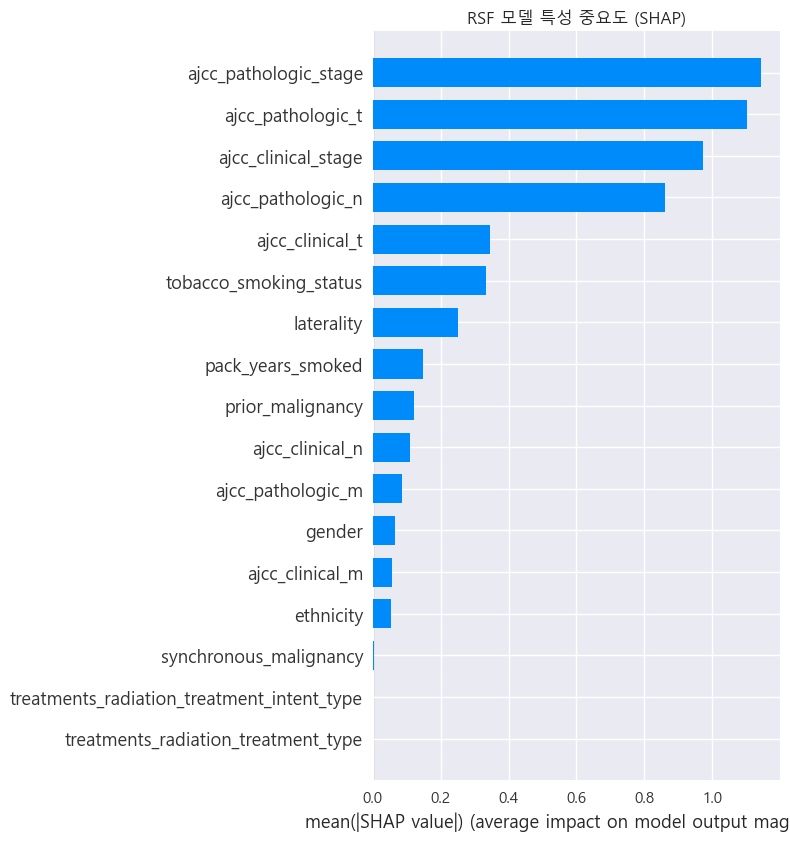 RSF 모델 특성 중요도 (SHAP)
ajcc_pathologic_stage
ajcc_pathologic_t
ajcc_clinical_stage
ajcc_pathologic_n
ajcc_clinical_t
tobacco_smoking_status
laterality
pack_years_smoked
prior_malignancy
ajcc_clinical_n
ajcc_pathologic_m
gender
ajcc_clinical_m
ethnicity
synchronous_malignancy
treatments_radiation_treatment_intent_type
treatments_radiation_treatment_type
0.0 0.2 0.4 0.6 0.8 1.0
mean(|SHAP value|) (average impact on model output mag